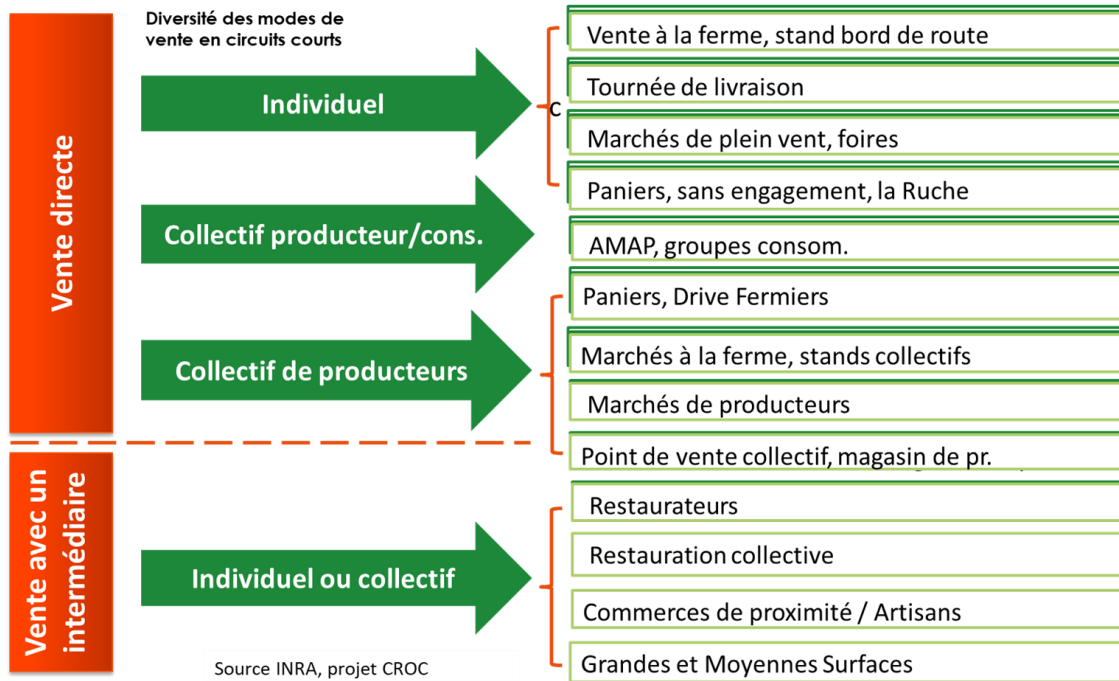 Diversité des modes de
vente en circuits courts
Vente directe
Individuel
c
Vente à la ferme, stand bord de route
Tournée de livraison
Marchés de plein vent, foires
Paniers, sans engagement, la Ruche
Collectif producteur/cons.
AMAP, groupes consom.
Collectif de producteurs
Paniers, Drive Fermiers
Marchés à la ferme, stands collectifs
Marchés de producteurs
Point de vente collectif, magasin de pr.
Vente avec un
intermédiaire
Individuel ou collectif
Restaurateurs
Restauration collective
Commerces de proximité / Artisans
Grandes et Moyennes Surfaces
Source INRA, projet CROC